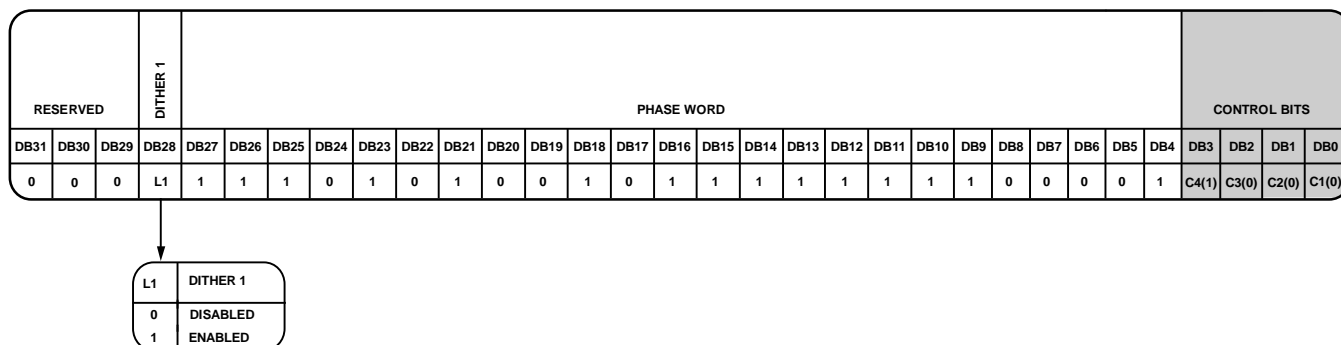 RESERVED DITHER 1 PHASE WORD CONTROL BITS
DB31 DB30 DB29 DB28 DB27 DB26 DB25 DB24 DB23 DB22 DB21 DB20 DB19 DB18 DB17 DB16 DB15 DB14 DB13 DB12 DB11 DB10 DB9 DB8 DB7 DB6 DB5 DB4 DB3 DB2 DB1 DB0
0 0 0 L1 1 1 1 0 1 0 1 0 0 1 0 1 1 1 1 1 1 1 1 0 0 0 0 1 C4(1) C3(0) C2(0) C1(0)
L1 DITHER 1
0 DISABLED
1 ENABLED